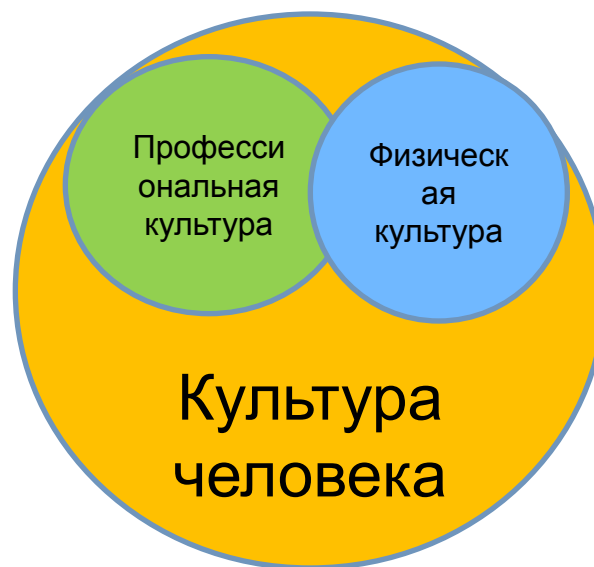 Професси
ональная
культура
Физическ
ая
культура
Культура
человека